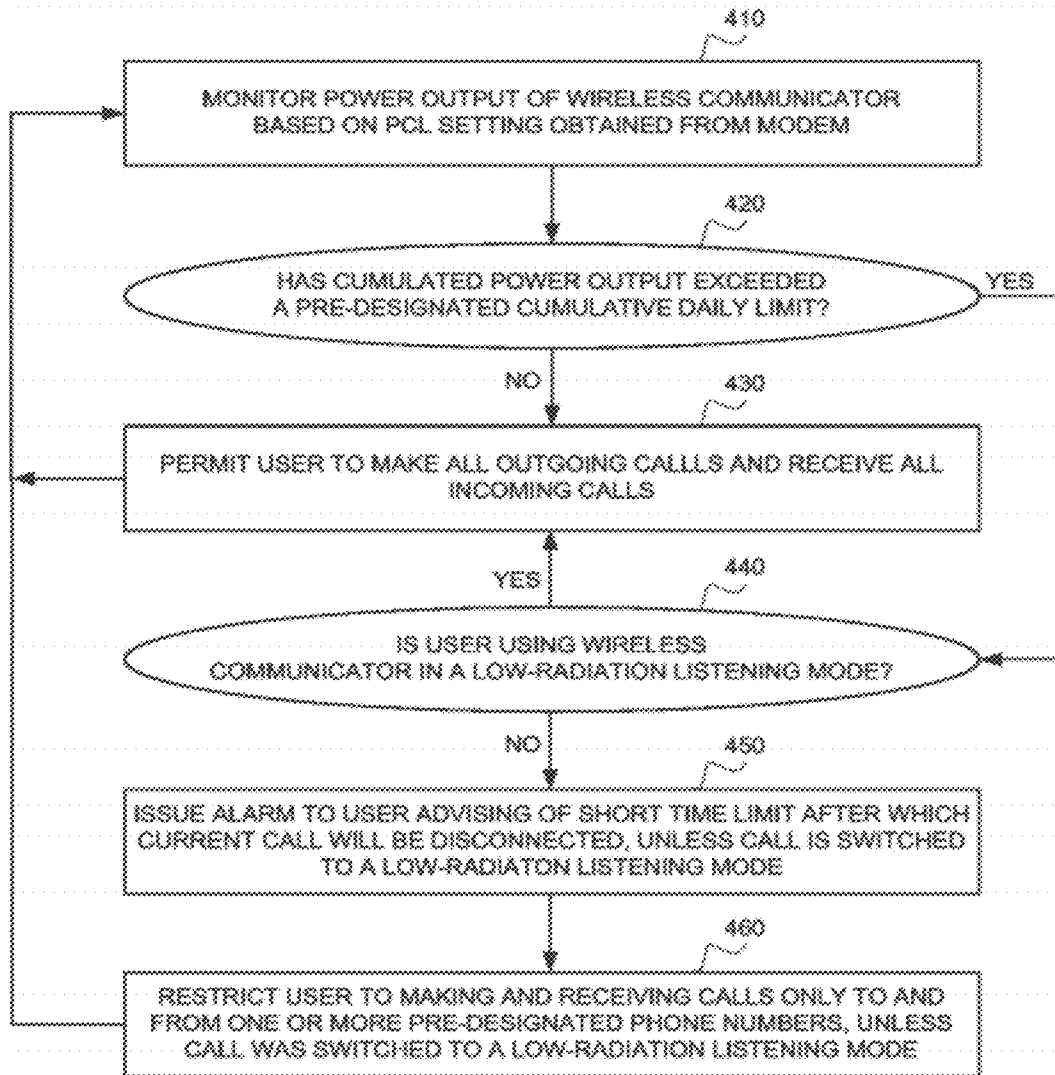 410
MONITOR POWER OUTPUT OF WIRELESS COMMUNICATOR
BASED ON PCL SETTING OBTAINED FROM MODEM
420
HAS CUMULATED POWER OUTPUT EXCEEDED
A PRE-DESIGNATED CUMULATIVE DAILY LIMIT?
YES
NO
430
PERMIT USER TO MAKE ALL OUTGOING CALLLS AND RECEIVE ALL
INCOMING CALLS
YES
440
IS USER USING WIRELESS
COMMUNICATOR IN A LOW-RADIATION LISTENING MODE?
NO
450
ISSUE ALARM TO USER ADVISING OF SHORT TIME LIMIT AFTER WHICH
CURRENT CALL WILL BE DISCONNECTED, UNLESS CALL IS SWITCHED
TO A LOW-RADIATON LISTENING MODE
460
RESTRICT USER TO MAKING AND RECEIVING CALLS ONLY TO AND
FROM ONE OR MORE PRE-DESIGNATED PHONE NUMBERS, UNLESS
CALL WAS SWITCHED TO A LOW-RADIATION LISTENING MODE